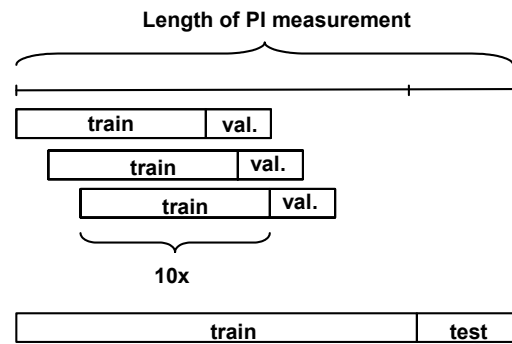 Length of PI measurement
train val.
train val.
train val.
10x
train test